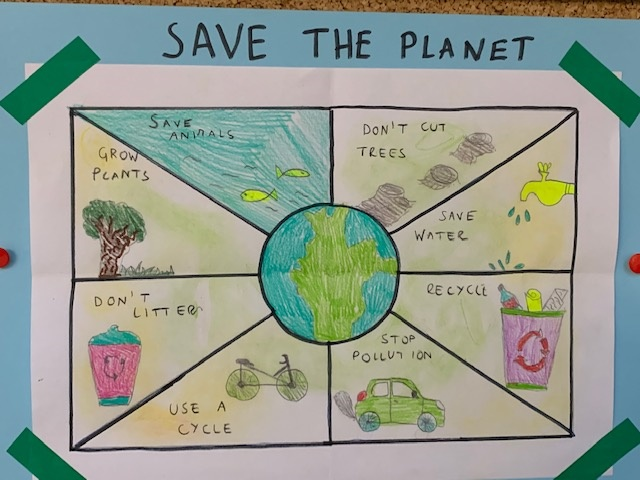 SAVE THE PLANET
SAVE
ANIMALS
DON'T CUT
TREES
GROW
PLANTS
SAVE
WATER
DON'T
LITTER
RECYCLE
USE A
CYCLE
STOP
POLLUTION